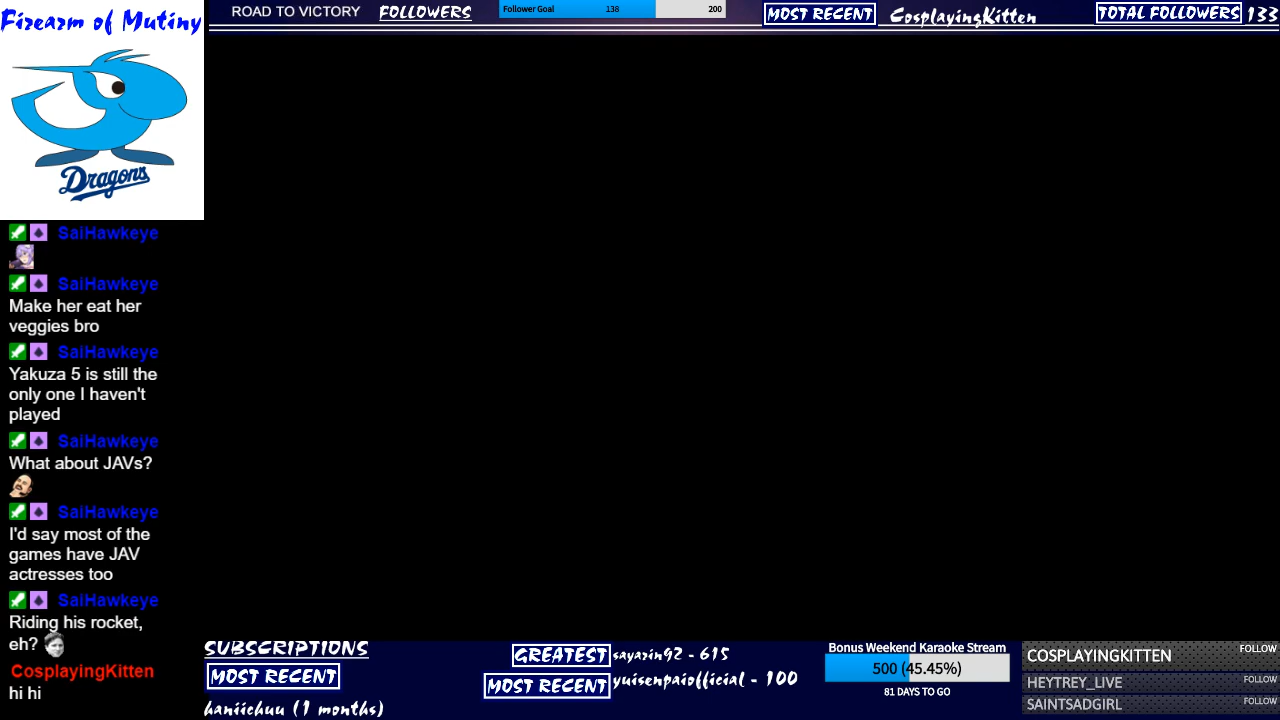 Firearm of Mutiny
Dragons
ROAD TO VICTORY FOLLOWERS
Follower Goal 138 200
MOST RECENT CosplayingKitten
TOTAL FOLLOWERS 133
SaiHawkeye
SaiHawkeye
Make her eat her
veggies bro
SaiHawkeye
Yakuza 5 is still the
only one I haven't
played
SaiHawkeye
What about JAVs?
SaiHawkeye
I'd say most of the
games have JAV
actresses too
SaiHawkeye
Riding his rocket,
eh?
CosplayingKitten
hi hi
SUBSCRIPTIONS
MOST RECENT
haniichuu (1 months)
GREATEST sayarin92 - 615
MOST RECENT yuisenpaiofficial - 100
Bonus Weekend Karaoke Stream
500 (45.45%)
81 DAYS TO GO
COSPLAYINGKITTEN FOLLOW
HEYTREY_LIVE FOLLOW
SAINTSADGIRL FOLLOW